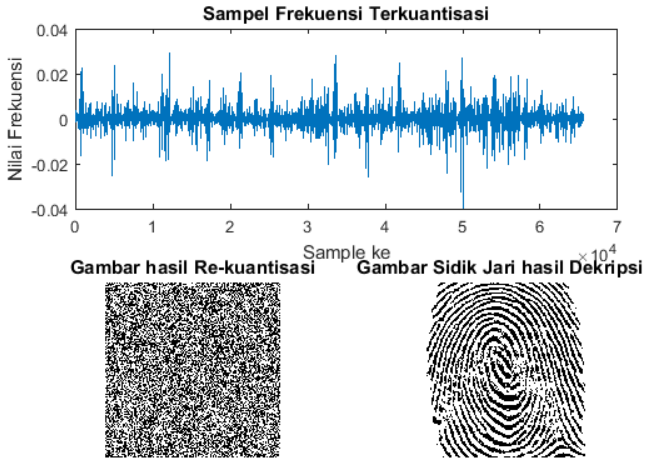 Sampel Frekuensi Terkuantisasi
0.04
0.02
0
-0.02
-0.04
Nilai Frekuensi
0 1 2 3 4 5 6 7
Sample ke
×10^4
Gambar hasil Re-kuantisasi
Gambar Sidik Jari hasil Dekripsi